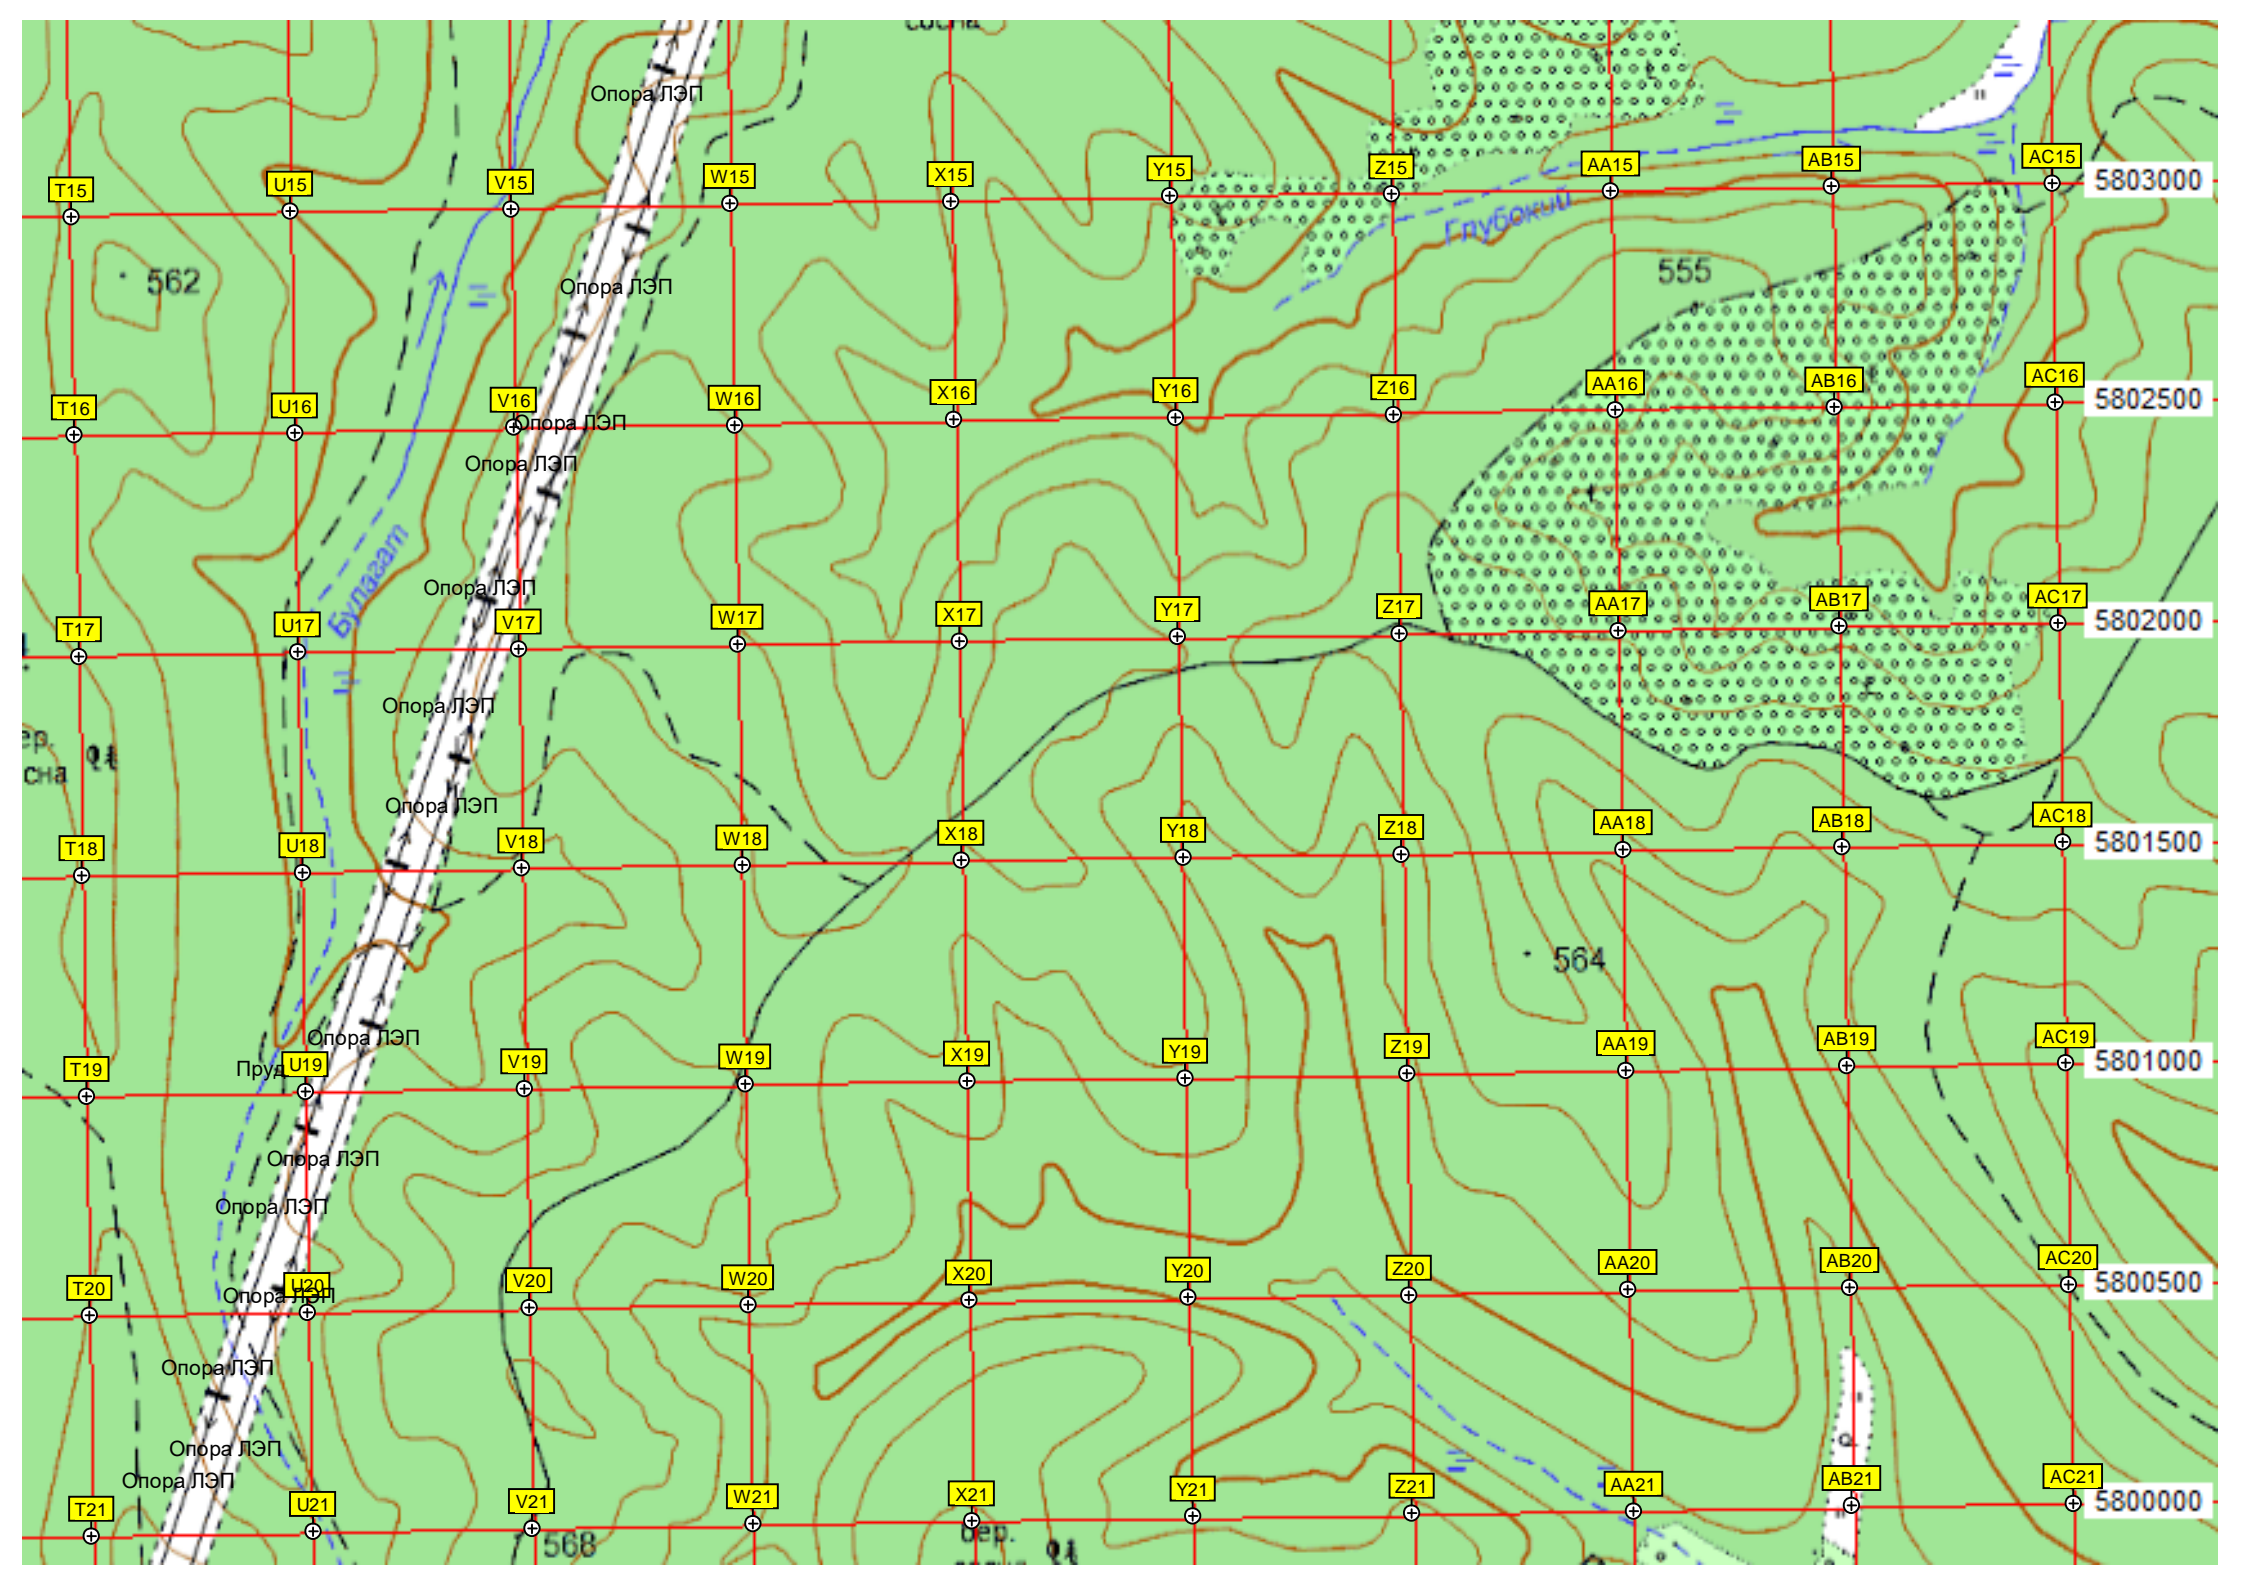 сосна
Опора ЛЭП
T15
U15
V15
W15
X15
Y15
Z15
AA15
AB15
AC15
5803000
Глубокий
562
555
Опора ЛЭП
T16
U16
V16
W16
X16
Y16
Z16
AA16
AB16
AC16
5802500
Опора ЛЭП
Опора ЛЭП
Булагат
Опора ЛЭП
T17
U17
V17
W17
X17
Y17
Z17
AA17
AB17
AC17
5802000
Опора ЛЭП
Опора ЛЭП
T18
U18
V18
W18
X18
Y18
Z18
AA18
AB18
AC18
5801500
564
Опора ЛЭП
Пруд
T19
U19
V19
W19
X19
Y19
Z19
AA19
AB19
AC19
5801000
Опора ЛЭП
Опора ЛЭП
T20
U20
V20
W20
X20
Y20
Z20
AA20
AB20
AC20
5800500
Опора ЛЭП
Опора ЛЭП
Опора ЛЭП
Опора ЛЭП
T21
U21
V21
W21
X21
Y21
Z21
AA21
AB21
AC21
5800000
568
бер.